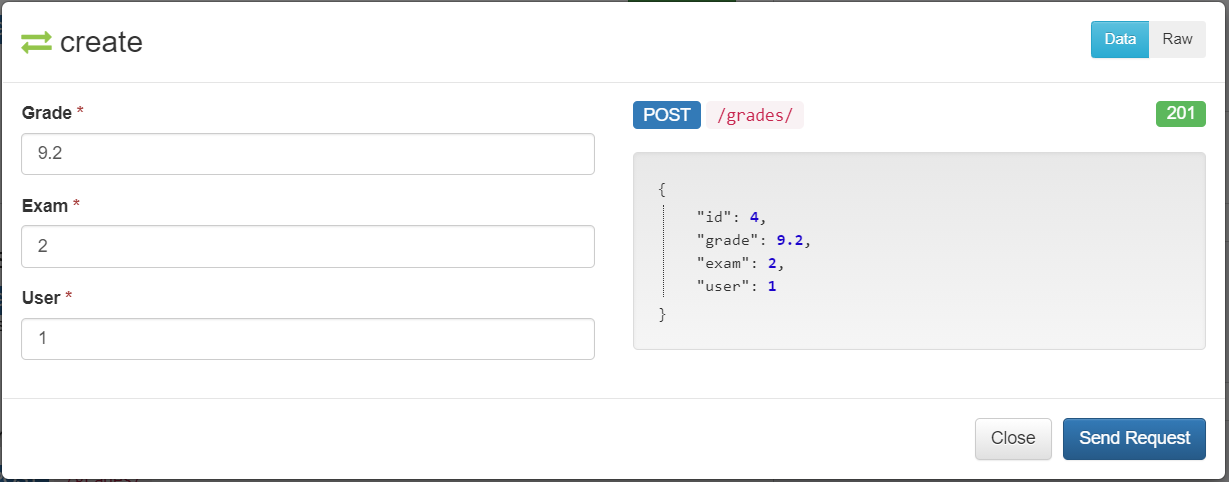 create
Data
Raw
Grade *
9.2
Exam *
2
User *
1
POST /grades/
201
{
"id": 4,
"grade": 9.2,
"exam": 2,
"user": 1
}
Close
Send Request